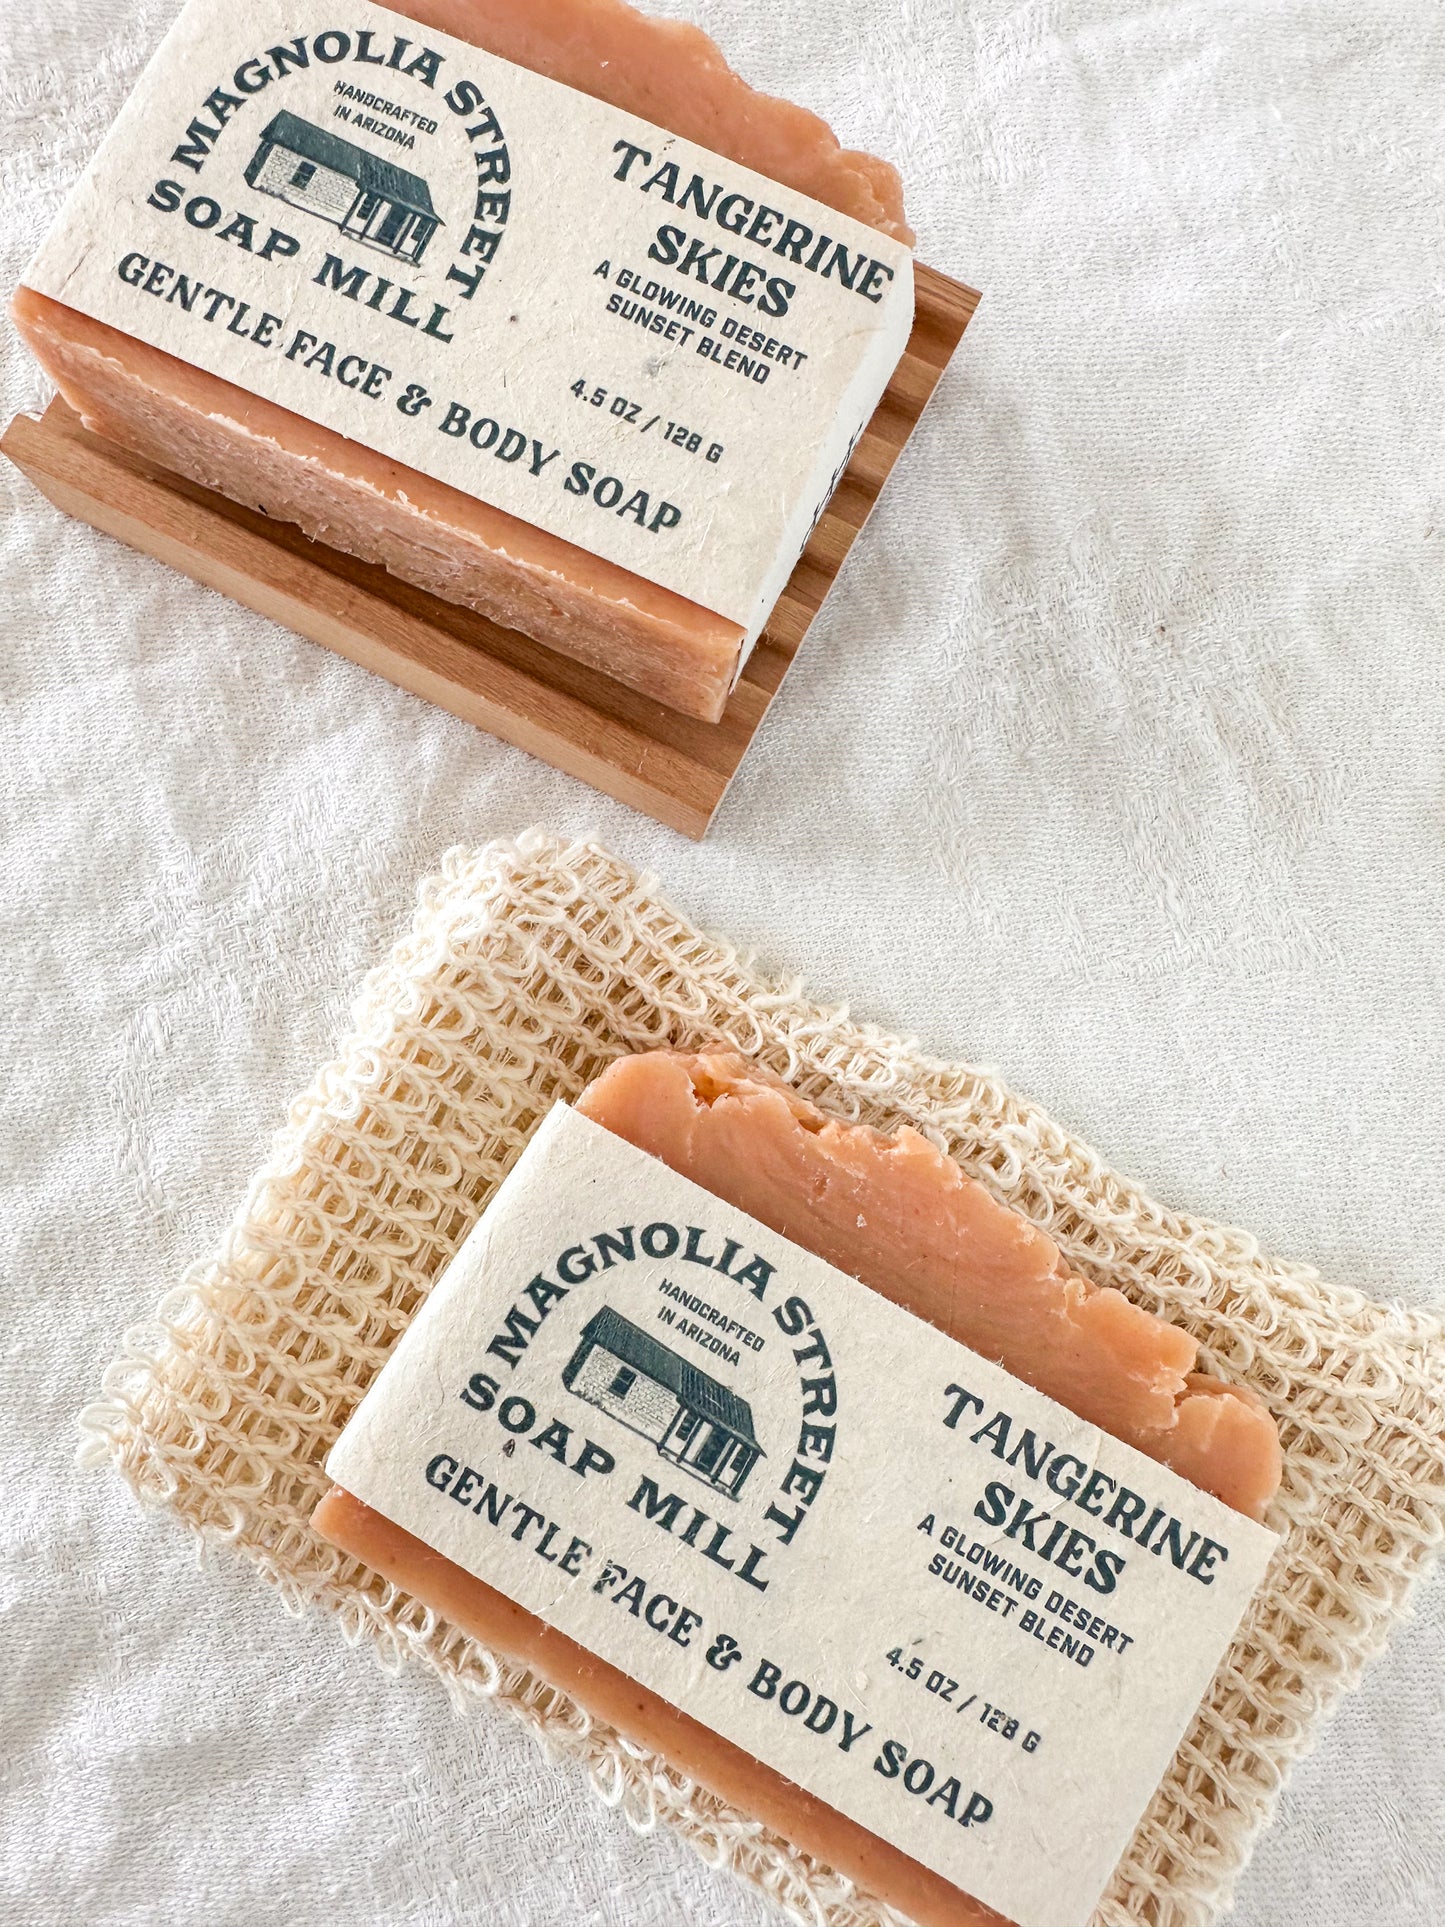 MAGNOLIA STREET
HANDCRAFTED
IN ARIZONA
SOAP MILL
GENTLE FACE & BODY SOAP
TANGERINE
SKIES
A GLOWING DESERT
SUNSET BLEND
4.5 OZ / 128 G
MAGNOLIA STREET
HANDCRAFTED
IN ARIZONA
SOAP MILL
GENTLE FACE & BODY SOAP
TANGERINE
SKIES
A GLOWING DESERT
SUNSET BLEND
4.5 OZ / 128 G